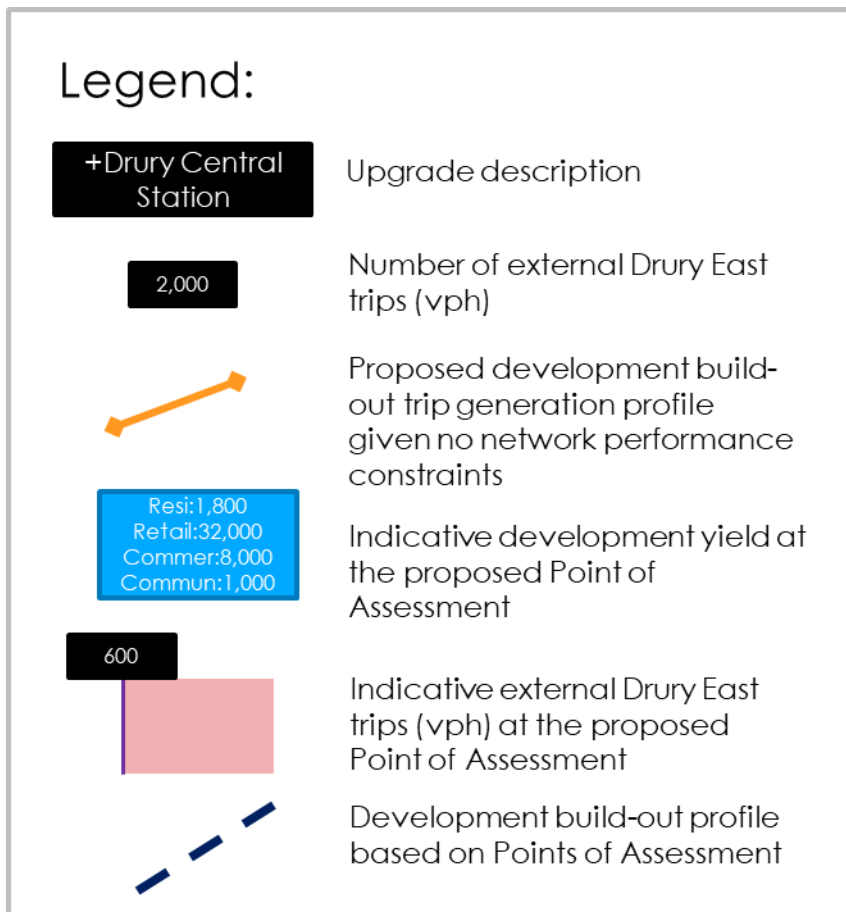 Legend:
+Drury Central
Station
Upgrade description
2,000
Number of external Drury East
trips (vph)
Proposed development build-
out trip generation profile
given no network performance
constraints
Resi:1,800
Retail:32,000
Commer:8,000
Commun:1,000
Indicative development yield at
the proposed Point of
Assessment
600
Indicative external Drury East
trips (vph) at the proposed
Point of Assessment
Development build-out profile
based on Points of Assessment